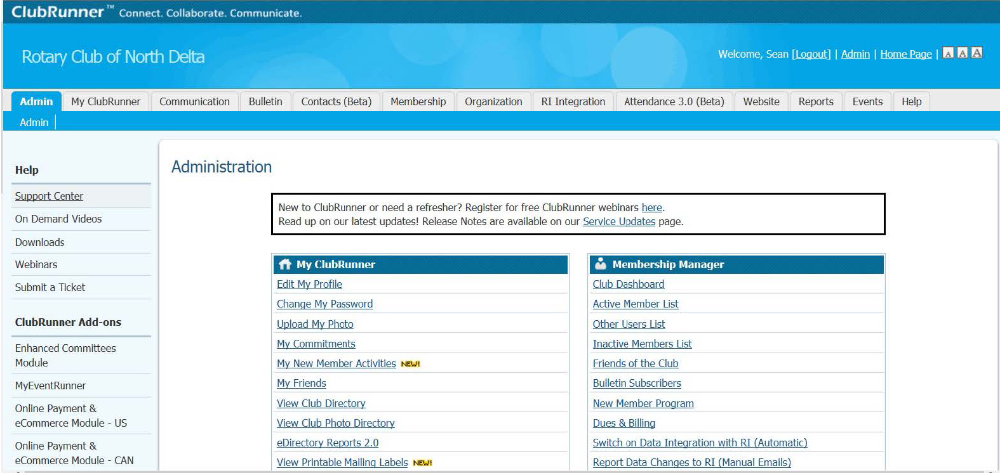 ClubRunner™ Connect. Collaborate. Communicate.
Rotary Club of North Delta
Welcome, Sean [Logout] | Admin | Home Page | A A A
Admin My ClubRunner Communication Bulletin Contacts (Beta) Membership Organization RI Integration Attendance 3.0 (Beta) Website Reports Events Help
Admin
Help
Support Center
On Demand Videos
Downloads
Webinars
Submit a Ticket
ClubRunner Add-ons
Enhanced Committees
Module
MyEventRunner
Online Payment &
eCommerce Module - US
Online Payment &
eCommerce Module - CAN
Administration
New to ClubRunner or need a refresher? Register for free ClubRunner webinars here.
Read up on our latest updates! Release Notes are available on our Service Updates page.
My ClubRunner
Edit My Profile
Change My Password
Upload My Photo
My Commitments
My New Member Activities NEW!
My Friends
View Club Directory
View Club Photo Directory
eDirectory Reports 2.0
View Printable Mailing Labels NEW!
Membership Manager
Club Dashboard
Active Member List
Other Users List
Inactive Members List
Friends of the Club
Bulletin Subscribers
New Member Program
Dues & Billing
Switch on Data Integration with RI (Automatic)
Report Data Changes to RI (Manual Emails)